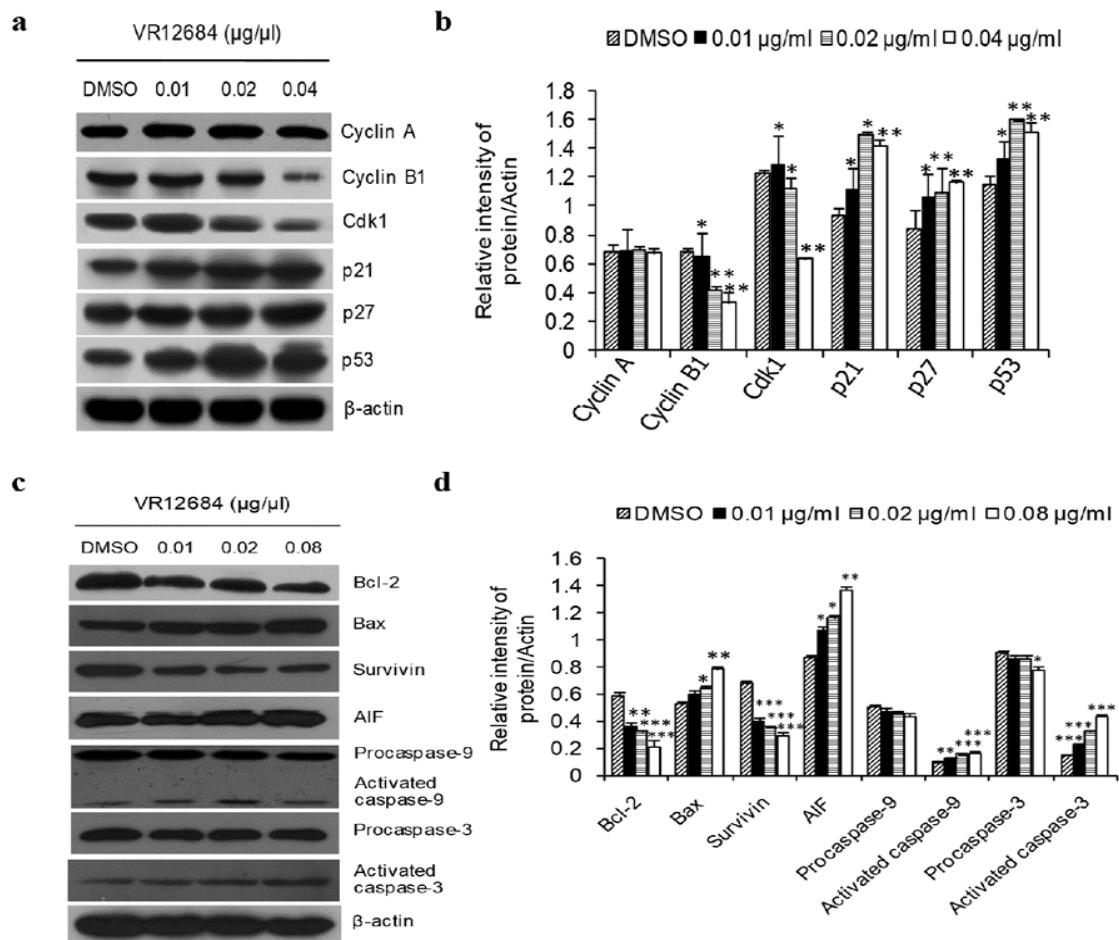 a
VR12684 (µg/µl)
DMSO 0.01 0.02 0.04
Cyclin A
Cyclin B1
Cdk1
p21
p27
p53
β-actin
b
DMSO 0.01 µg/ml 0.02 µg/ml 0.04 µg/ml
Relative intensity of
protein/Actin
1.8
1.6
1.4
1.2
1
0.8
0.6
0.4
0.2
0
* ** ** * * ** * * ** * ** ** * ** **
Cyclin A
Cyclin B1
Cdk1
p21
p27
p53
c
VR12684 (µg/µl)
DMSO 0.01 0.02 0.08
Bcl-2
Bax
Survivin
AIF
Procaspase-9
Activated
caspase-9
Procaspase-3
Activated
caspase-3
β-actin
d
DMSO 0.01 µg/ml 0.02 µg/ml 0.08 µg/ml
Relative intensity of
protein/Actin
1.6
1.4
1.2
1
0.8
0.6
0.4
0.2
0
** *** *** * ** *** *** *** * * ** ** *** *** * *** *** ***
Bcl-2
Bax
Survivin
AIF
Procaspase-9
Activated caspase-9
Procaspase-3
Activated caspase-3